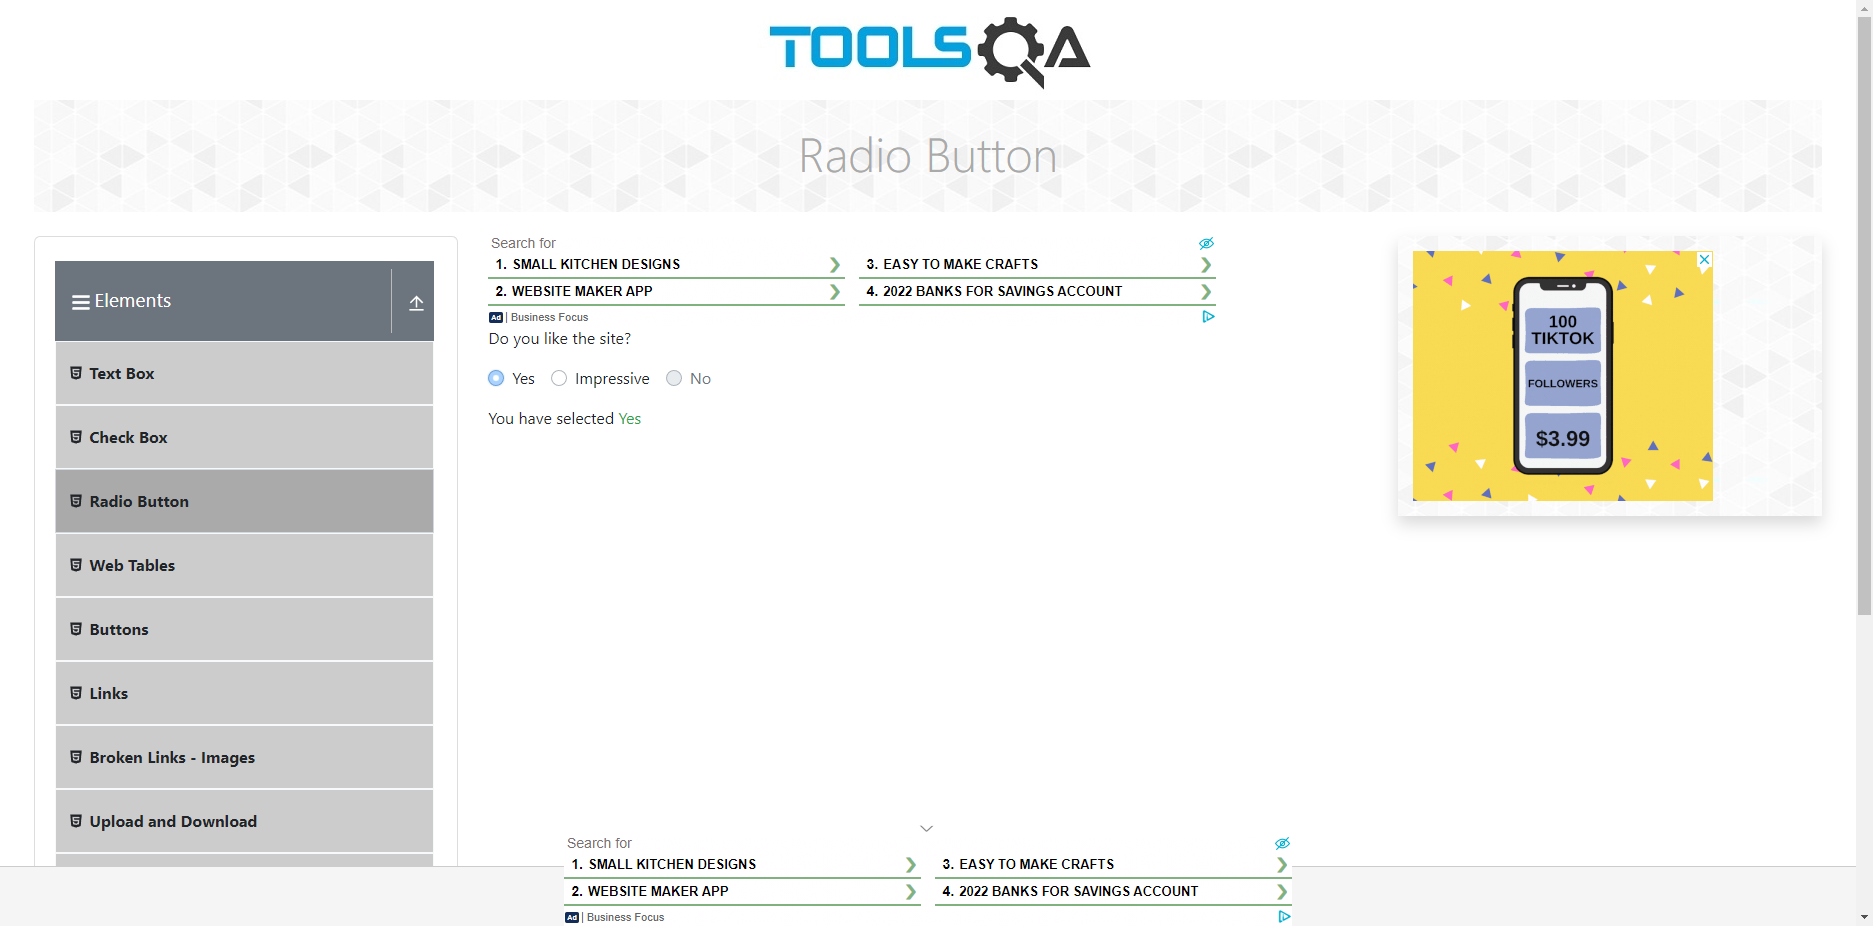 TOOLSQA
Radio Button
Elements
Text Box
Check Box
Radio Button
Web Tables
Buttons
Links
Broken Links - Images
Upload and Download
Search for
1. SMALL KITCHEN DESIGNS
2. WEBSITE MAKER APP
3. EASY TO MAKE CRAFTS
4. 2022 BANKS FOR SAVINGS ACCOUNT
Ad | Business Focus
Do you like the site?
Yes Impressive No
You have selected Yes
100
TIKTOK
FOLLOWERS
$3.99
Search for
1. SMALL KITCHEN DESIGNS
2. WEBSITE MAKER APP
3. EASY TO MAKE CRAFTS
4. 2022 BANKS FOR SAVINGS ACCOUNT
Ad | Business Focus